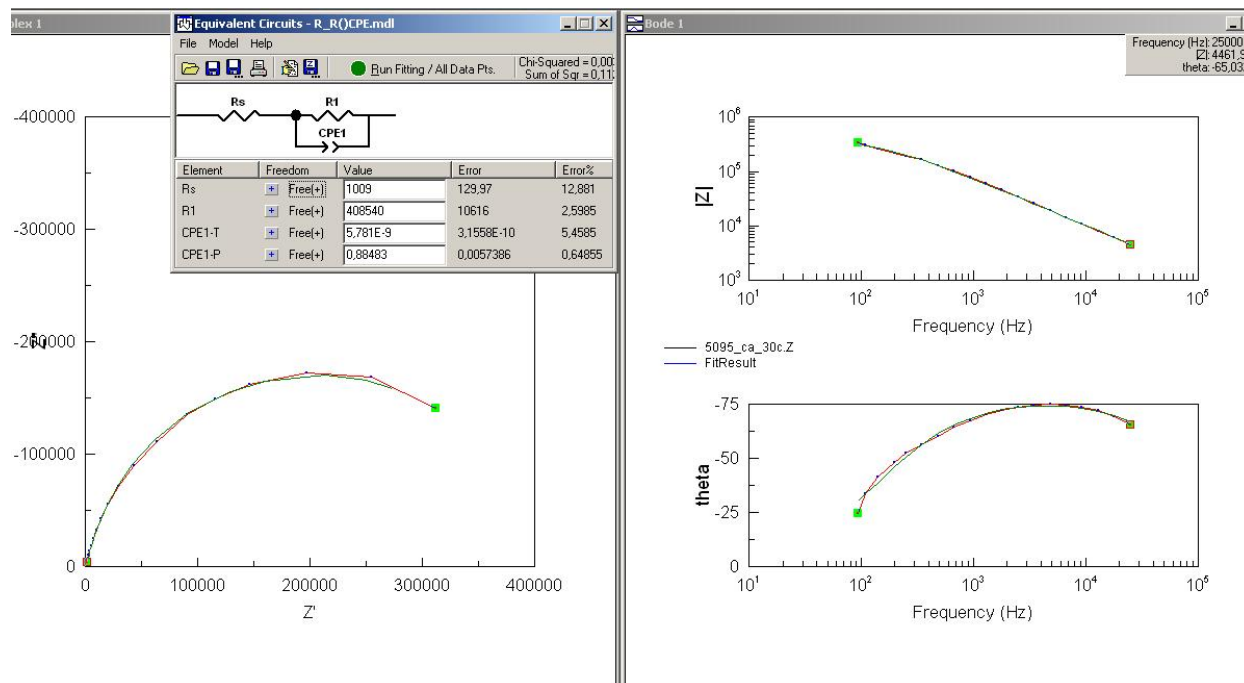 plex 1
Equivalent Circuits - R_R()CPE.mdl
File Model Help
Run Fitting / All Data Pts.
Chi-Squared = 0,00
Sum of Sqr = 0,11
Rs
R1
CPE1
Element Freedom Value Error Error%
Rs Free(+) 1009 129,97 12,881
R1 Free(+) 408540 10616 2,5985
CPE1-T Free(+) 5,781E-9 3,1558E-10 5,4585
CPE1-P Free(+) 0,88483 0,0057386 0,64855
-400000
-300000
-200000
-100000
0
Z''
0 100000 200000 300000 400000
Z'
Bode 1
Frequency (Hz): 25000
|Z|: 4461,9
theta: -65,03
10^6
10^5
10^4
10^3
|Z|
10^1 10^2 10^3 10^4 10^5
Frequency (Hz)
5095_ca_30c.Z
FitResult
-75
-50
-25
0
theta
10^1 10^2 10^3 10^4 10^5
Frequency (Hz)